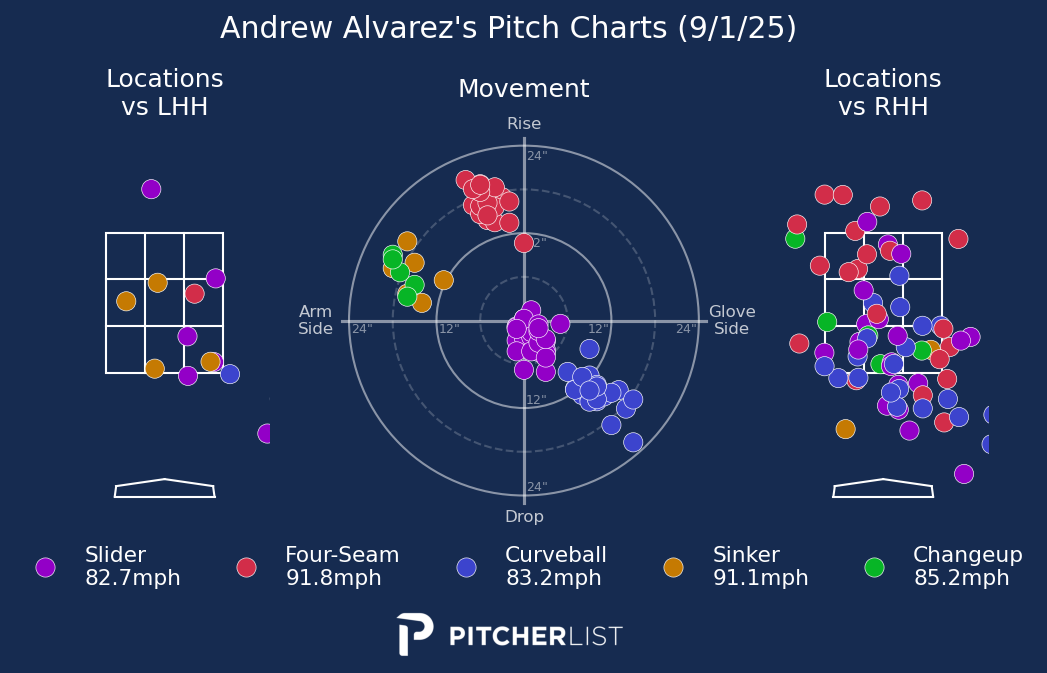 Andrew Alvarez's Pitch Charts (9/1/25)
Locations
vs LHH
Movement
Locations
vs RHH
Rise
24"
12"
Arm
Side
24"
12"
12"
24"
Glove
Side
12"
24"
Drop
Slider
82.7mph
Four-Seam
91.8mph
Curveball
83.2mph
Sinker
91.1mph
Changeup
85.2mph
PITCHERLIST